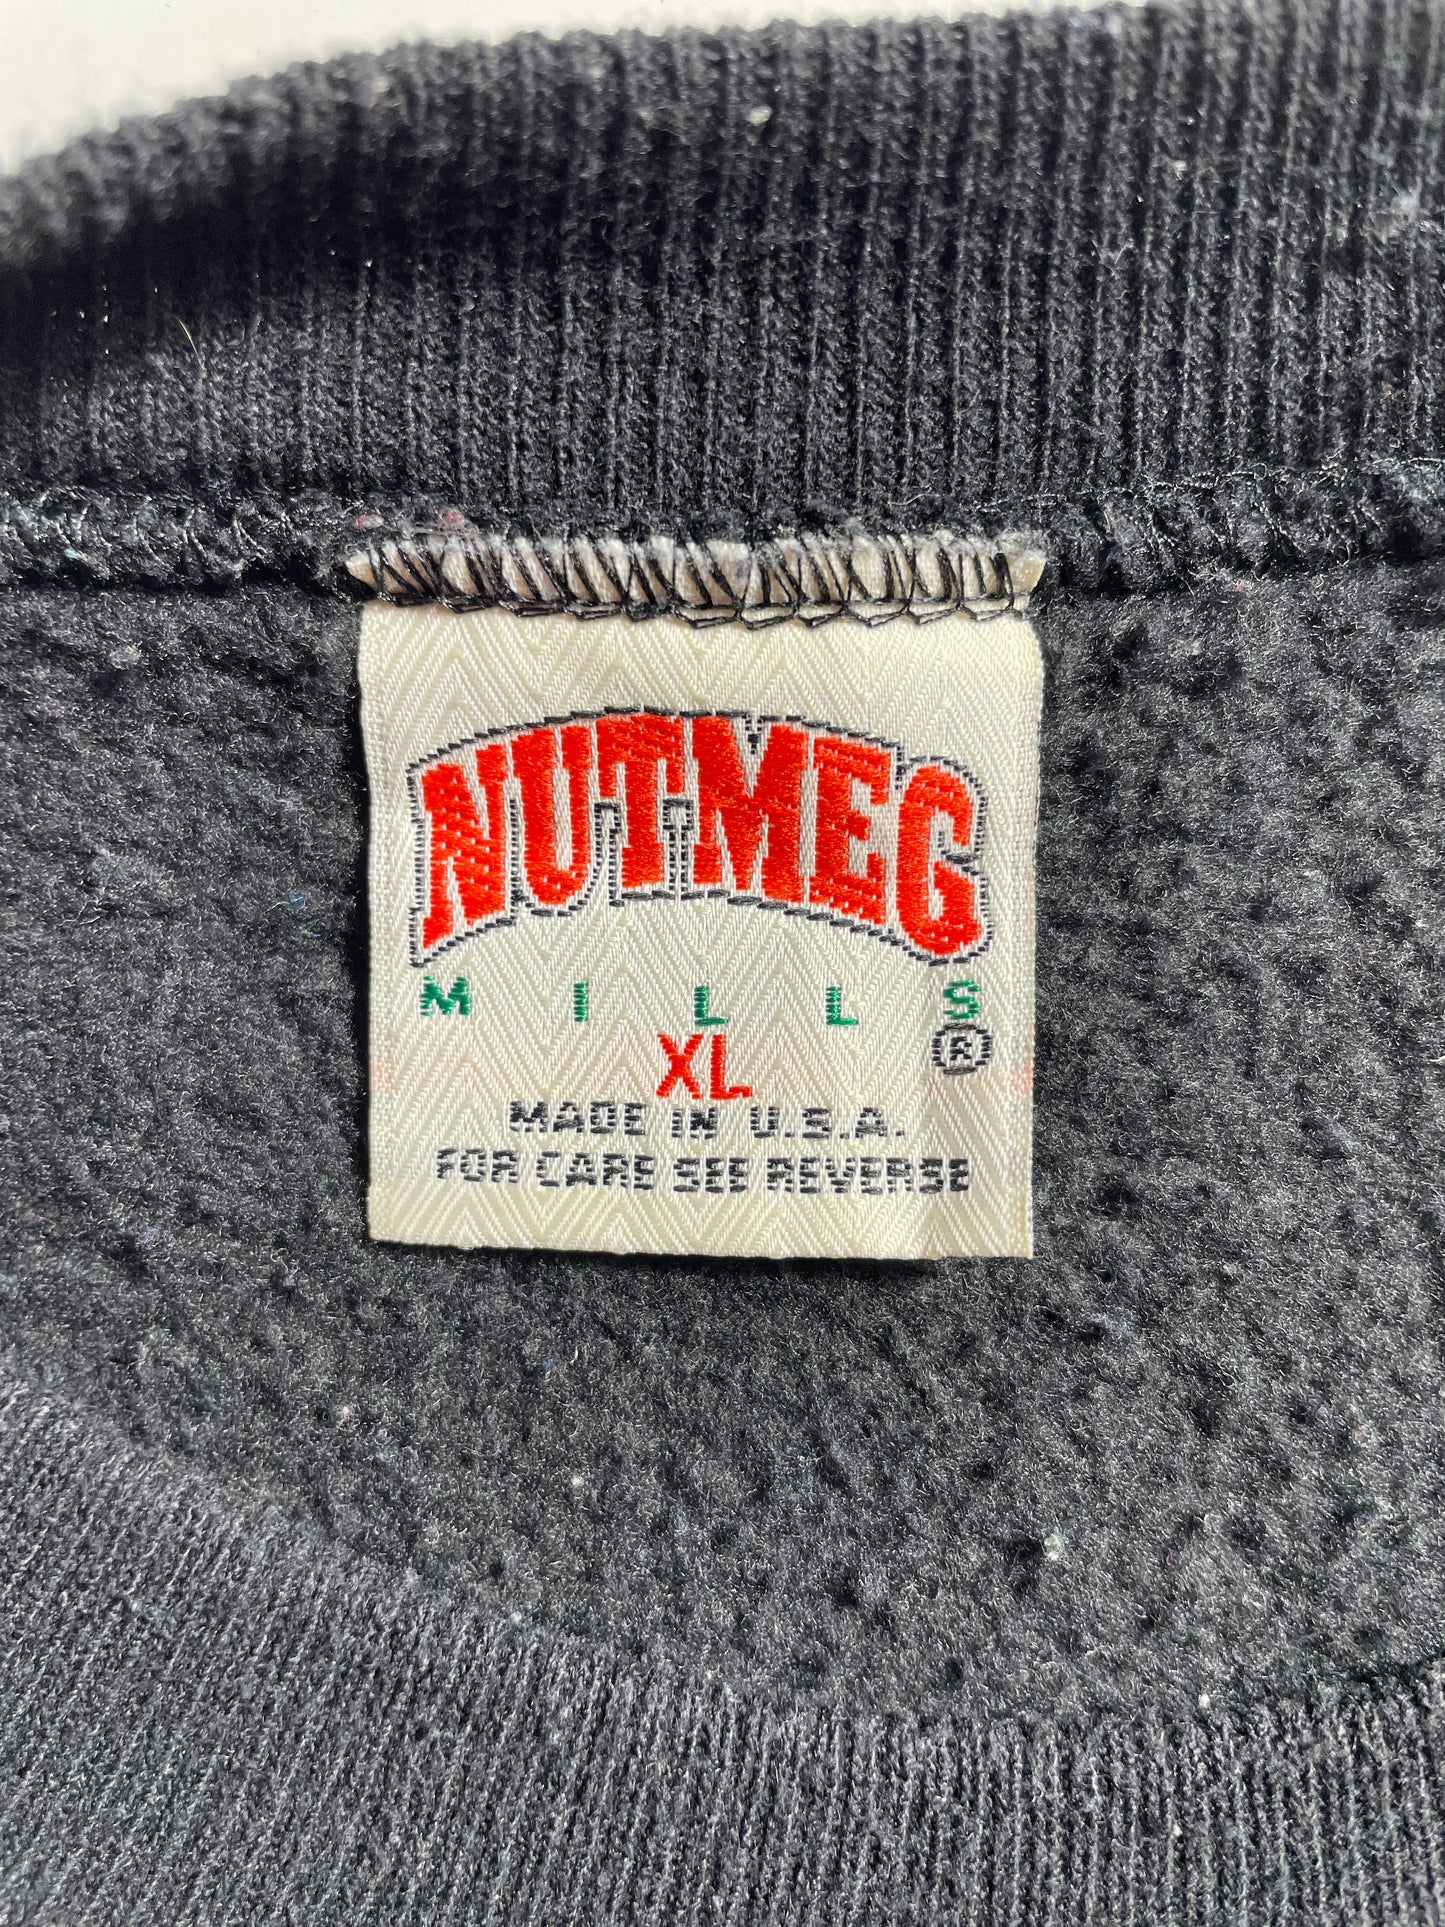 NUTMEG
MILLS
®
XL
MADE IN U.S.A.
FOR CARE SEE REVERSE